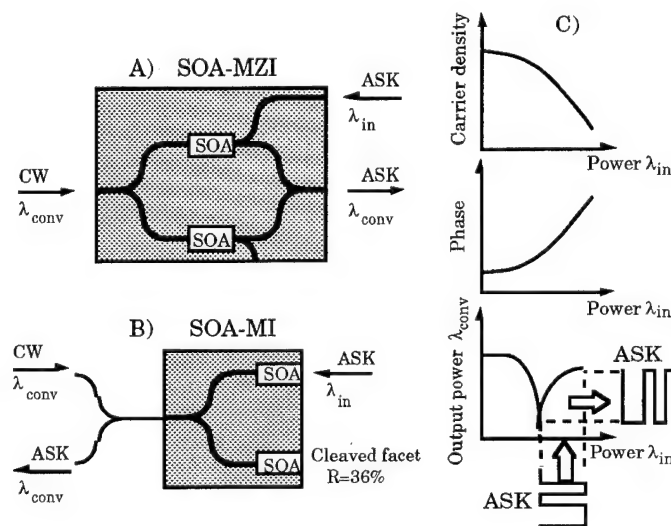 A) SOA-MZI
ASK
λin
SOA
CW
λconv
ASK
λconv
SOA
B) SOA-MI
CW
λconv
SOA
ASK
λin
ASK
λconv
SOA
Cleaved facet
R=36%
C)
Carrier density
Power λin
Phase
Power λin
Output power λconv
ASK
Power λin
ASK